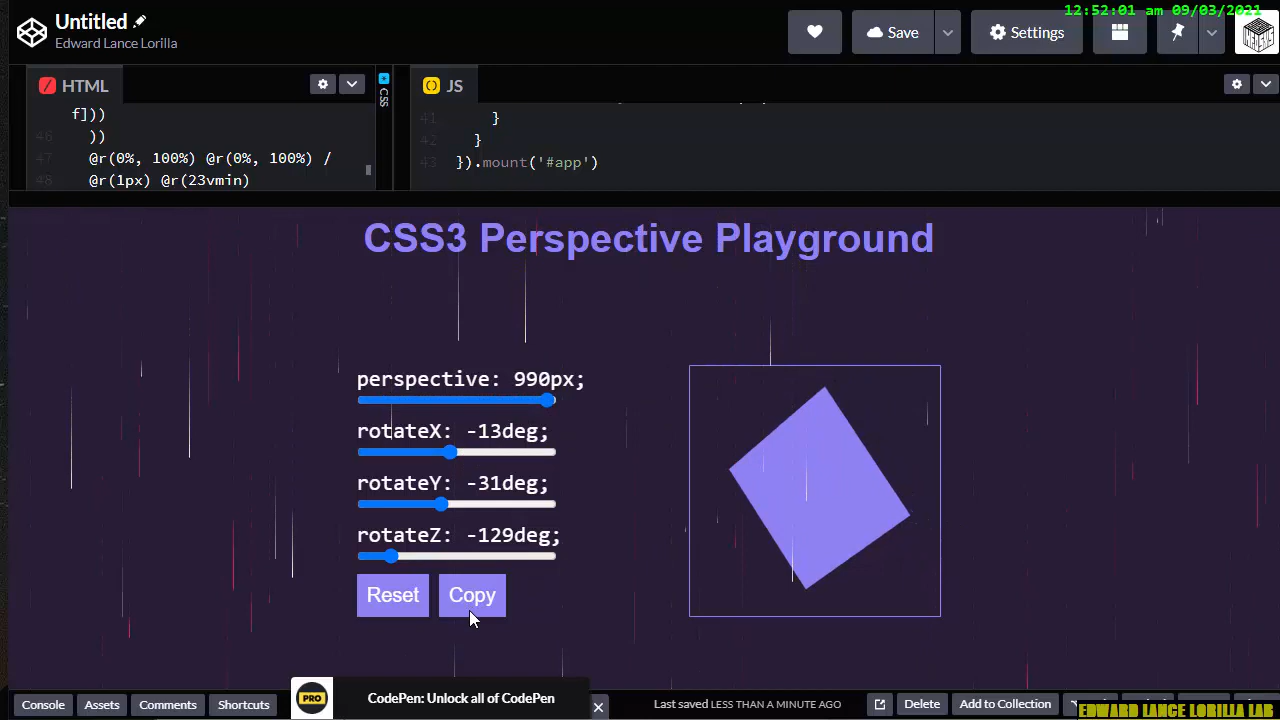 12:52:01 am 09/03/2021
Untitled
Edward Lance Lorilla
Save
Settings
HTML
CSS
JS
f]))
46 ))
47 @r(0%, 100%) @r(0%, 100%) /
48 @r(1px) @r(23vmin)
41 }
42 }
43 }).mount('#app')
CSS3 Perspective Playground
perspective: 990px;
rotateX: -13deg;
rotateY: -31deg;
rotateZ: -129deg;
Reset
Copy
PRO
CodePen: Unlock all of CodePen
Console
Assets
Comments
Shortcuts
Last saved LESS THAN A MINUTE AGO
Delete
Add to Collection
EDWARD LANCE LORILLA LAB